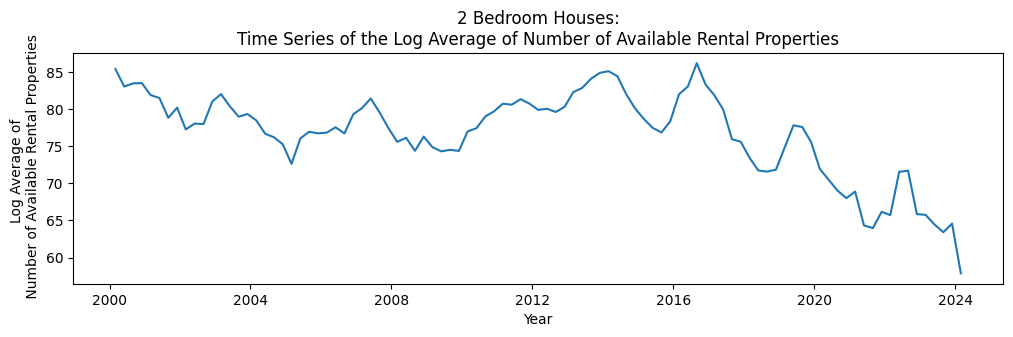 2 Bedroom Houses:
Time Series of the Log Average of Number of Available Rental Properties
Log Average of
Number of Available Rental Properties
85
80
75
70
65
60
2000 2004 2008 2012 2016 2020 2024
Year